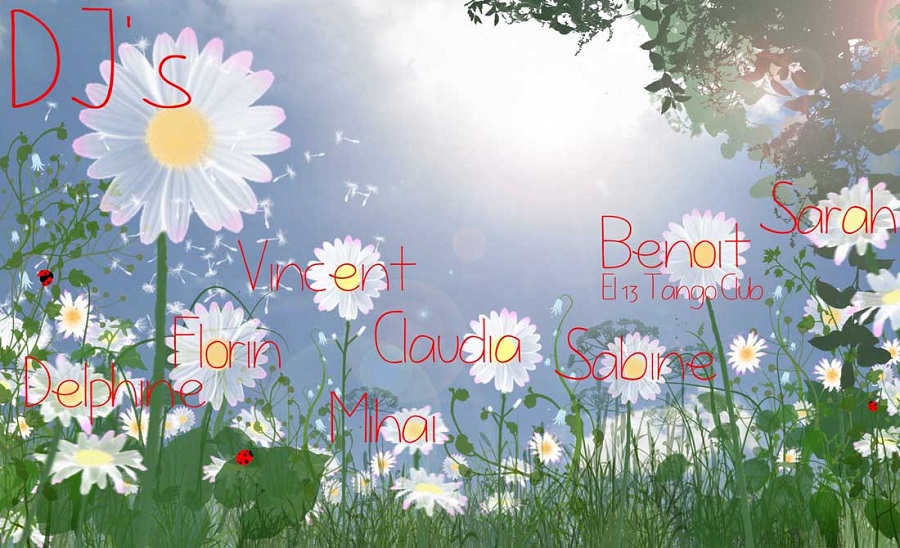 DJ's
Sarah
Benoit
El 13 Tango Club
Vincent
Florin
Claudia
Sabine
Delphine
Mihai